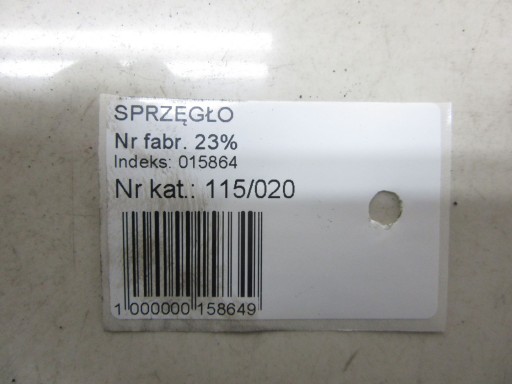 SPRZĘGŁO
Nr fabr. 23%
Indeks: 015864
Nr kat.: 115/020
1 000000 158649